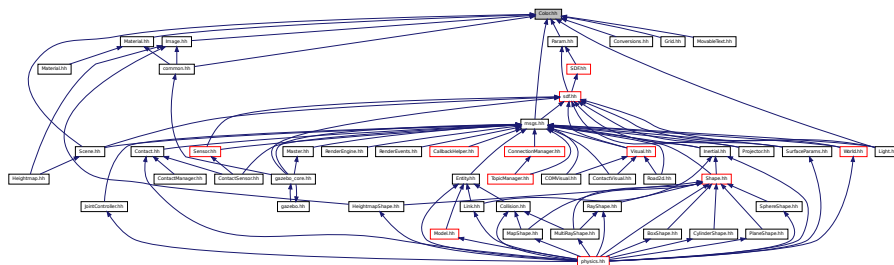 Color.hh
Material.hh
Image.hh
Param.hh
Conversions.hh
Grid.hh
MovableText.hh
Material.hh
common.hh
SDF.hh
sdf.hh
msgs.hh
Scene.hh
Contact.hh
Sensor.hh
Master.hh
RenderEngine.hh
RenderEvents.hh
CallbackHelper.hh
ConnectionManager.hh
Visual.hh
Inertial.hh
Projector.hh
SurfaceParams.hh
World.hh
Light.hh
Heightmap.hh
ContactManager.hh
ContactSensor.hh
gazebo_core.hh
Entity.hh
TopicManager.hh
COMVisual.hh
ContactVisual.hh
Road2d.hh
Shape.hh
JointController.hh
gazebo.hh
HeightmapShape.hh
Link.hh
Collision.hh
RayShape.hh
SphereShape.hh
Model.hh
MapShape.hh
MultiRayShape.hh
BoxShape.hh
CylinderShape.hh
PlaneShape.hh
physics.hh